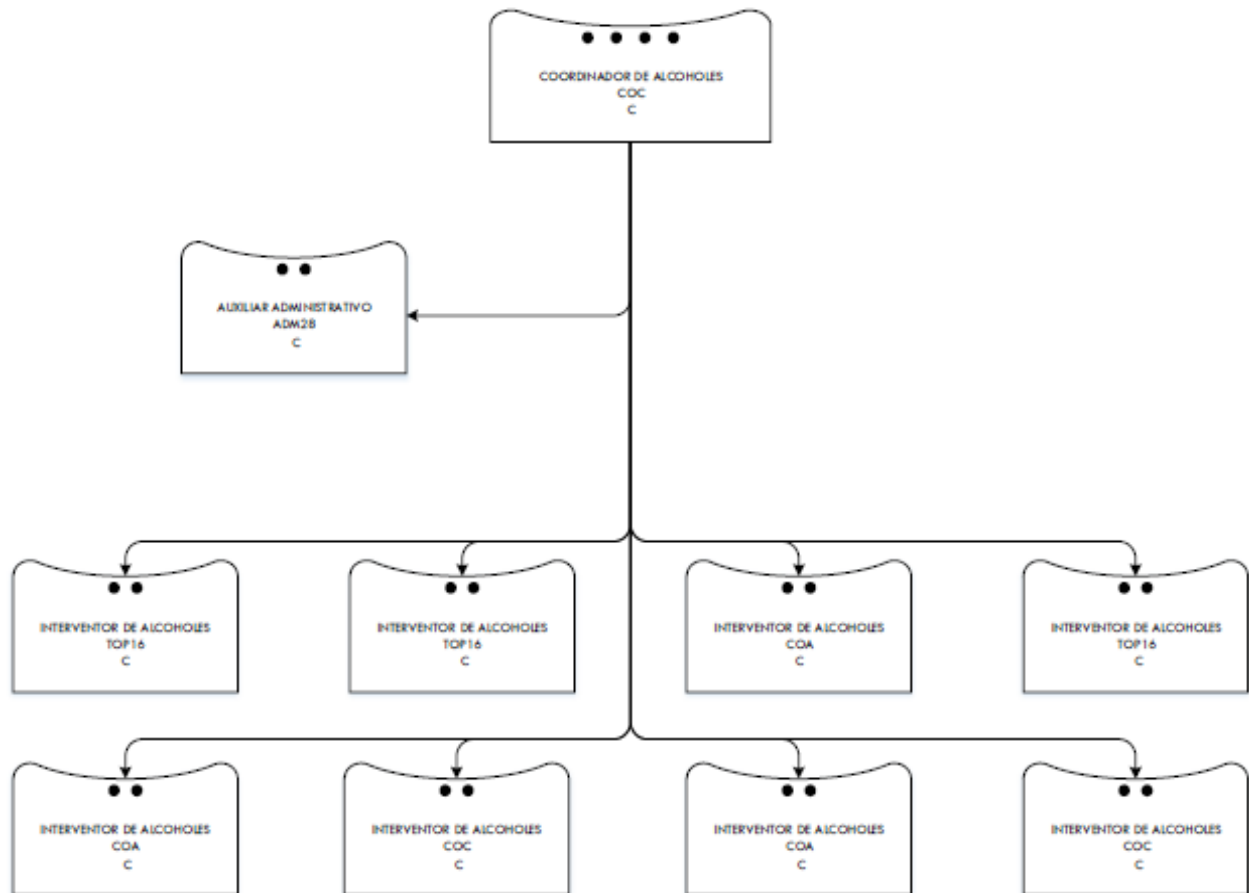 COORDINADOR DE ALCOHOLES
COC
C
AUXILIAR ADMINISTRATIVO
ADM28
C
INTERVENTOR DE ALCOHOLES
TOP16
C
INTERVENTOR DE ALCOHOLES
TOP16
C
INTERVENTOR DE ALCOHOLES
COA
C
INTERVENTOR DE ALCOHOLES
TOP16
C
INTERVENTOR DE ALCOHOLES
COA
C
INTERVENTOR DE ALCOHOLES
COC
C
INTERVENTOR DE ALCOHOLES
COA
C
INTERVENTOR DE ALCOHOLES
COC
C